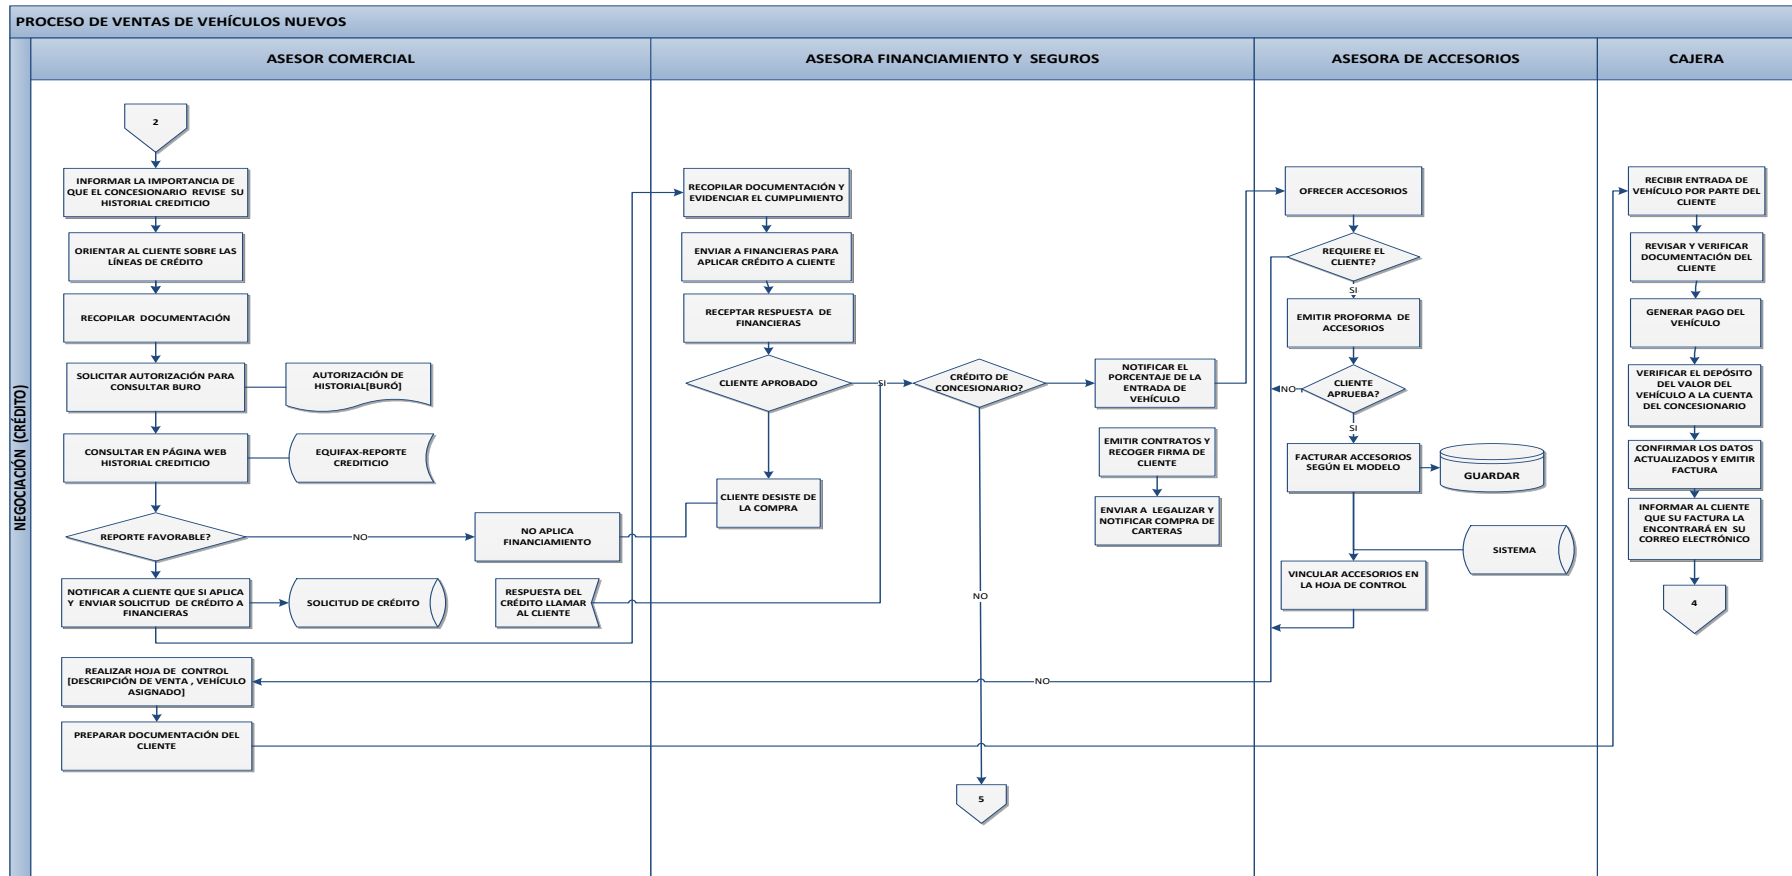 PROCESO DE VENTAS DE VEHÍCULOS NUEVOS
NEGOCIACIÓN (CRÉDITO)
ASESOR COMERCIAL
2
INFORMAR LA IMPORTANCIA DE
QUE EL CONCESIONARIO REVISE SU
HISTORIAL CREDITICIO
ORIENTAR AL CLIENTE SOBRE LAS
LÍNEAS DE CRÉDITO
RECOPILAR DOCUMENTACIÓN
SOLICITAR AUTORIZACIÓN PARA
CONSULTAR BURO
AUTORIZACIÓN DE
HISTORIAL[BURÓ]
CONSULTAR EN PÁGINA WEB
HISTORIAL CREDITICIO
EQUIFAX-REPORTE
CREDITICIO
REPORTE FAVORABLE?
NO
NO APLICA
FINANCIAMIENTO
NOTIFICAR A CLIENTE QUE SI APLICA
Y ENVIAR SOLICITUD DE CRÉDITO A
FINANCIERAS
SOLICITUD DE CRÉDITO
RESPUESTA DEL
CRÉDITO LLAMAR
AL CLIENTE
REALIZAR HOJA DE CONTROL
[DESCRIPCIÓN DE VENTA , VEHÍCULO
ASIGNADO]
PREPARAR DOCUMENTACIÓN DEL
CLIENTE
ASESORA FINANCIAMIENTO Y SEGUROS
RECOPILAR DOCUMENTACIÓN Y
EVIDENCIAR EL CUMPLIMIENTO
ENVIAR A FINANCIERAS PARA
APLICAR CRÉDITO A CLIENTE
RECEPTAR RESPUESTA DE
FINANCIERAS
CLIENTE APROBADO
SI
CLIENTE DESISTE DE
LA COMPRA
CRÉDITO DE
CONCESIONARIO?
NO
5
NOTIFICAR EL
PORCENTAJE DE LA
ENTRADA DE
VEHÍCULO
EMITIR CONTRATOS Y
RECOGER FIRMA DE
CLIENTE
ENVIAR A LEGALIZAR Y
NOTIFICAR COMPRA DE
CARTERAS
NO
ASESORA DE ACCESORIOS
OFRECER ACCESORIOS
REQUIERE EL
CLIENTE?
SI
EMITIR PROFORMA DE
ACCESORIOS
CLIENTE
APRUEBA?
NO
SI
FACTURAR ACCESORIOS
SEGÚN EL MODELO
GUARDAR
SISTEMA
VINCULAR ACCESORIOS EN
LA HOJA DE CONTROL
CAJERA
RECIBIR ENTRADA DE
VEHÍCULO POR PARTE DEL
CLIENTE
REVISAR Y VERIFICAR
DOCUMENTACIÓN DEL
CLIENTE
GENERAR PAGO DEL
VEHÍCULO
VERIFICAR EL DEPÓSITO
DEL VALOR DEL
VEHÍCULO A LA CUENTA
DEL CONCESIONARIO
CONFIRMAR LOS DATOS
ACTUALIZADOS Y EMITIR
FACTURA
INFORMAR AL CLIENTE
QUE SU FACTURA LA
ENCONTRARÁ EN SU
CORREO ELECTRÓNICO
4